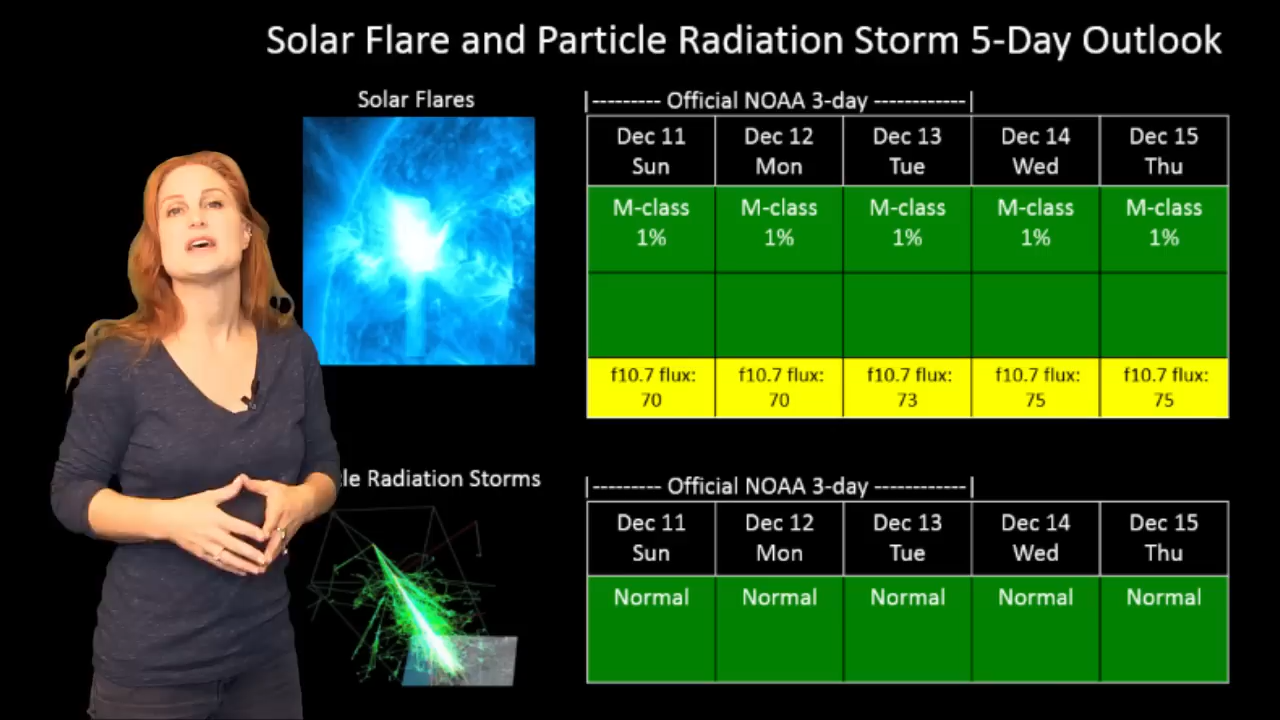 Solar Flare and Particle Radiation Storm 5-Day Outlook
Solar Flares
|--------- Official NOAA 3-day ------------|
Dec 11 Dec 12 Dec 13 Dec 14 Dec 15
Sun Mon Tue Wed Thu
M-class M-class M-class M-class M-class
1% 1% 1% 1% 1%
f10.7 flux: f10.7 flux: f10.7 flux: f10.7 flux: f10.7 flux:
70 70 73 75 75
cle Radiation Storms
|--------- Official NOAA 3-day ------------|
Dec 11 Dec 12 Dec 13 Dec 14 Dec 15
Sun Mon Tue Wed Thu
Normal Normal Normal Normal Normal